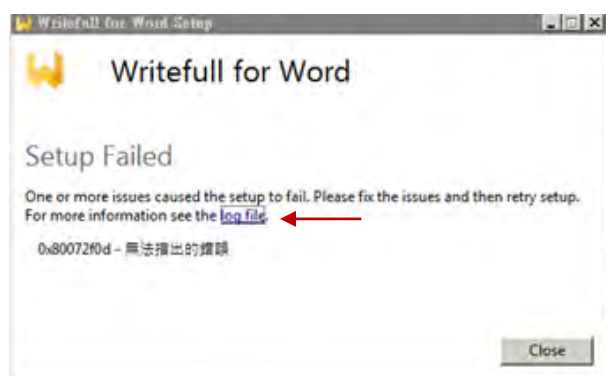 Writefull for Word Setup
Writefull for Word
Setup Failed
One or more issues caused the setup to fail. Please fix the issues and then retry setup.
For more information see the log file.
0x80072f0d - 無法指出的錯誤
Close